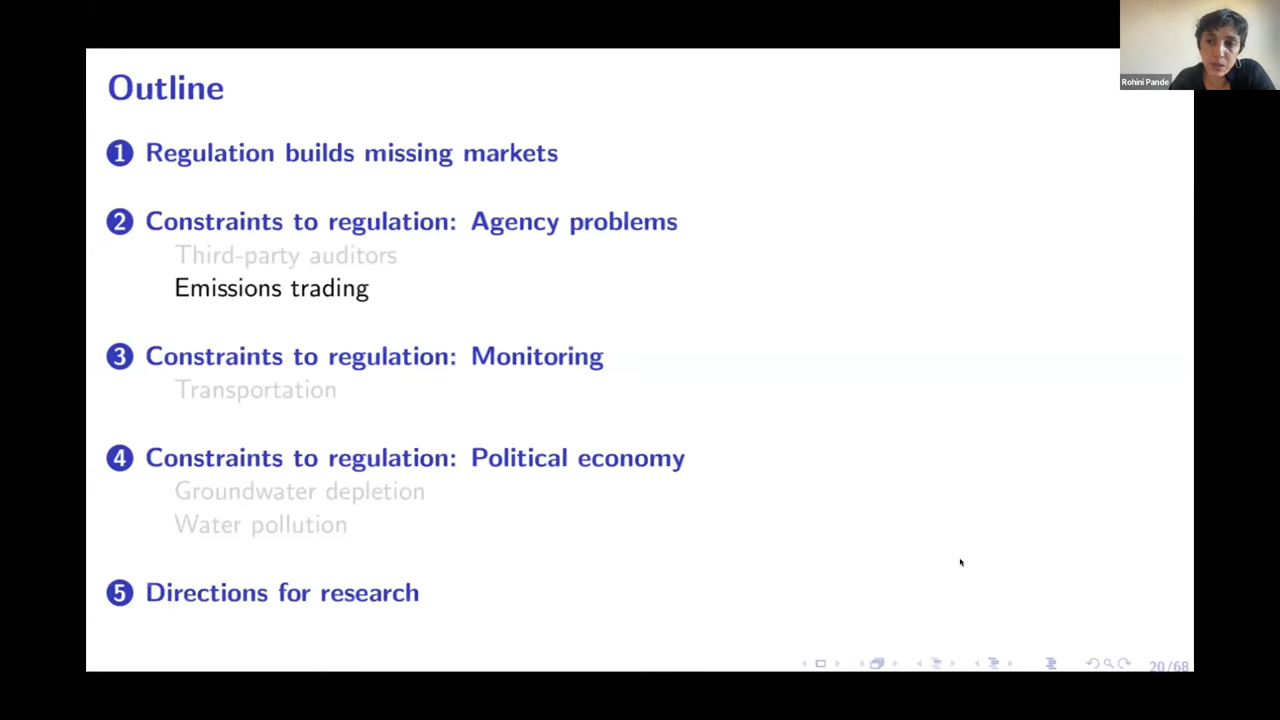 Rohini Pande
Outline
1 Regulation builds missing markets
2 Constraints to regulation: Agency problems
Third-party auditors
Emissions trading
3 Constraints to regulation: Monitoring
Transportation
4 Constraints to regulation: Political economy
Groundwater depletion
Water pollution
5 Directions for research
20/68